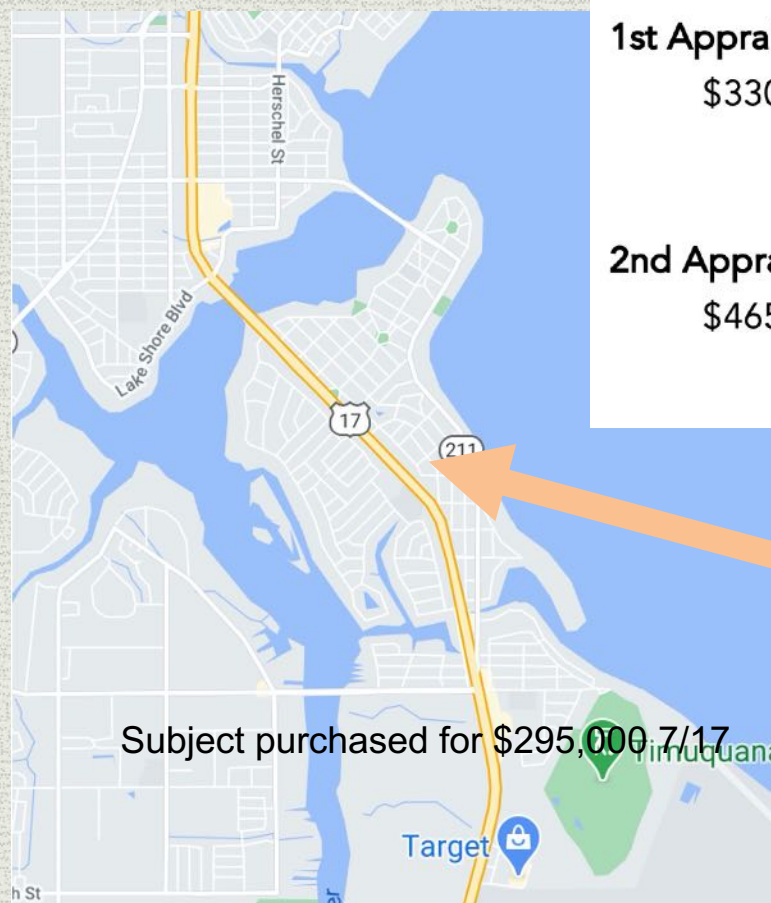 1st Apprai
$330
2nd Appra
$465
Herschel St
Lake Shore Blvd
17
211
Subject purchased for $295,000 7/17
Timuquana
Target
h St